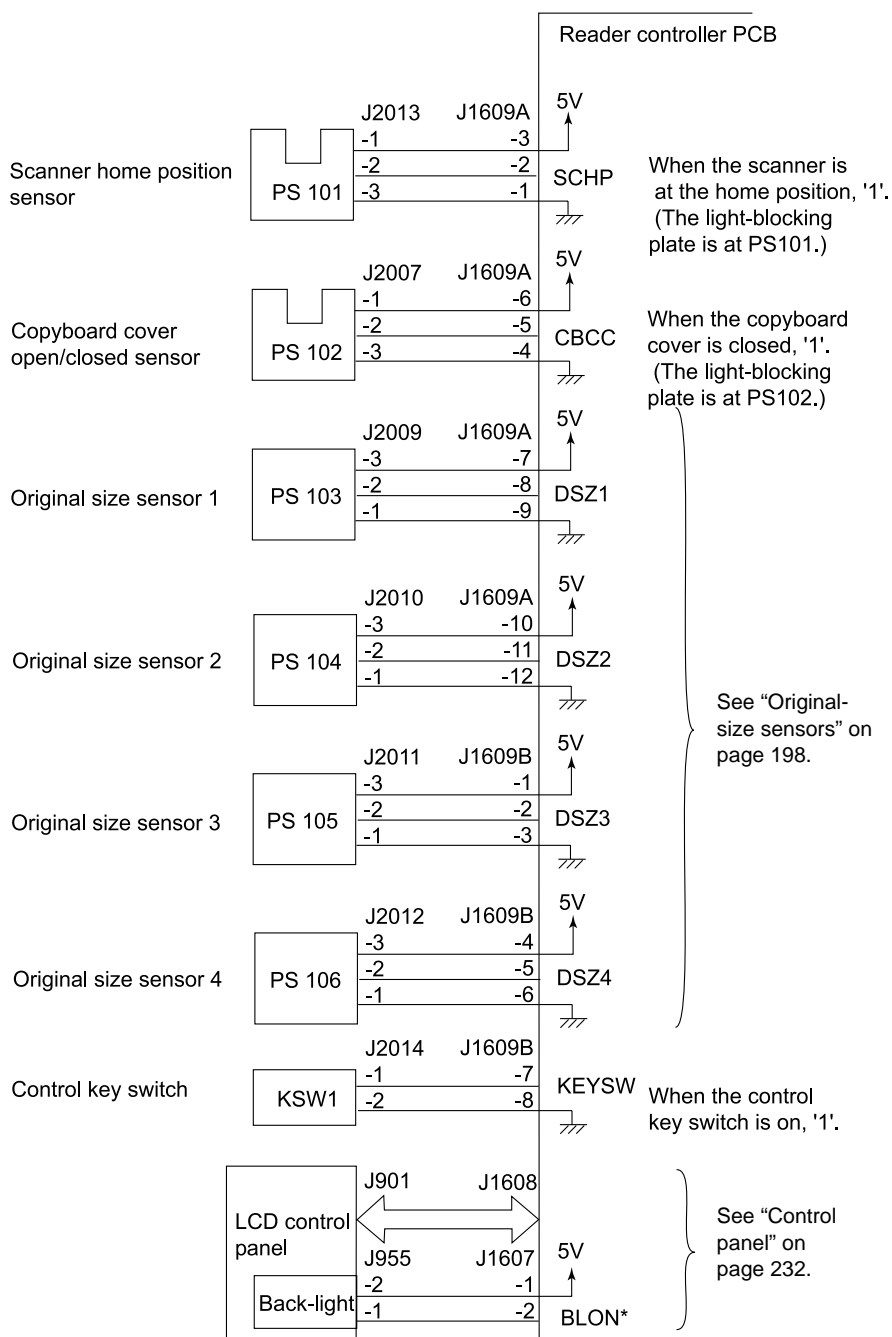 Reader controller PCB
5V
J2013 J1609A
-1 -3
Scanner home position
sensor
PS 101
-2 -2
SCHP
-3 -1
When the scanner is
at the home position, '1'.
(The light-blocking
plate is at PS101.)
5V
J2007 J1609A
-1 -6
Copyboard cover
open/closed sensor
PS 102
-2 -5
CBCC
-3 -4
When the copyboard
cover is closed, '1'.
(The light-blocking
plate is at PS102.)
5V
J2009 J1609A
-3 -7
Original size sensor 1
PS 103
-2 -8
DSZ1
-1 -9
5V
J2010 J1609A
-3 -10
Original size sensor 2
PS 104
-2 -11
DSZ2
-1 -12
See “Original-
size sensors” on
page 198.
5V
J2011 J1609B
-3 -1
Original size sensor 3
PS 105
-2 -2
DSZ3
-1 -3
5V
J2012 J1609B
-3 -4
Original size sensor 4
PS 106
-2 -5
DSZ4
-1 -6
J2014 J1609B
Control key switch
KSW1
-1 -7
KEYSW
-2 -8
When the control
key switch is on, '1'.
J901 J1608
LCD control
panel
J955 J1607
5V
Back-light
-2 -1
-1 -2
BLON*
See “Control
panel” on
page 232.